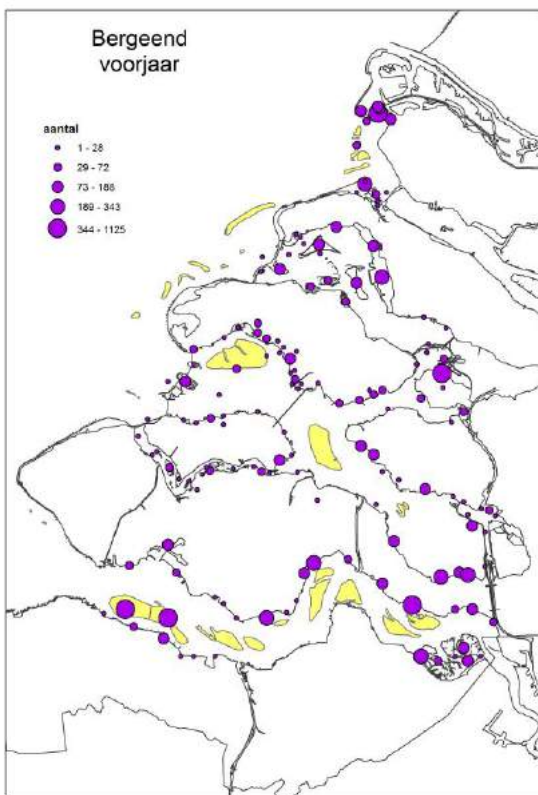 Bergeend
voorjaar
aantal
1 - 28
29 - 72
73 - 188
189 - 343
344 - 1125